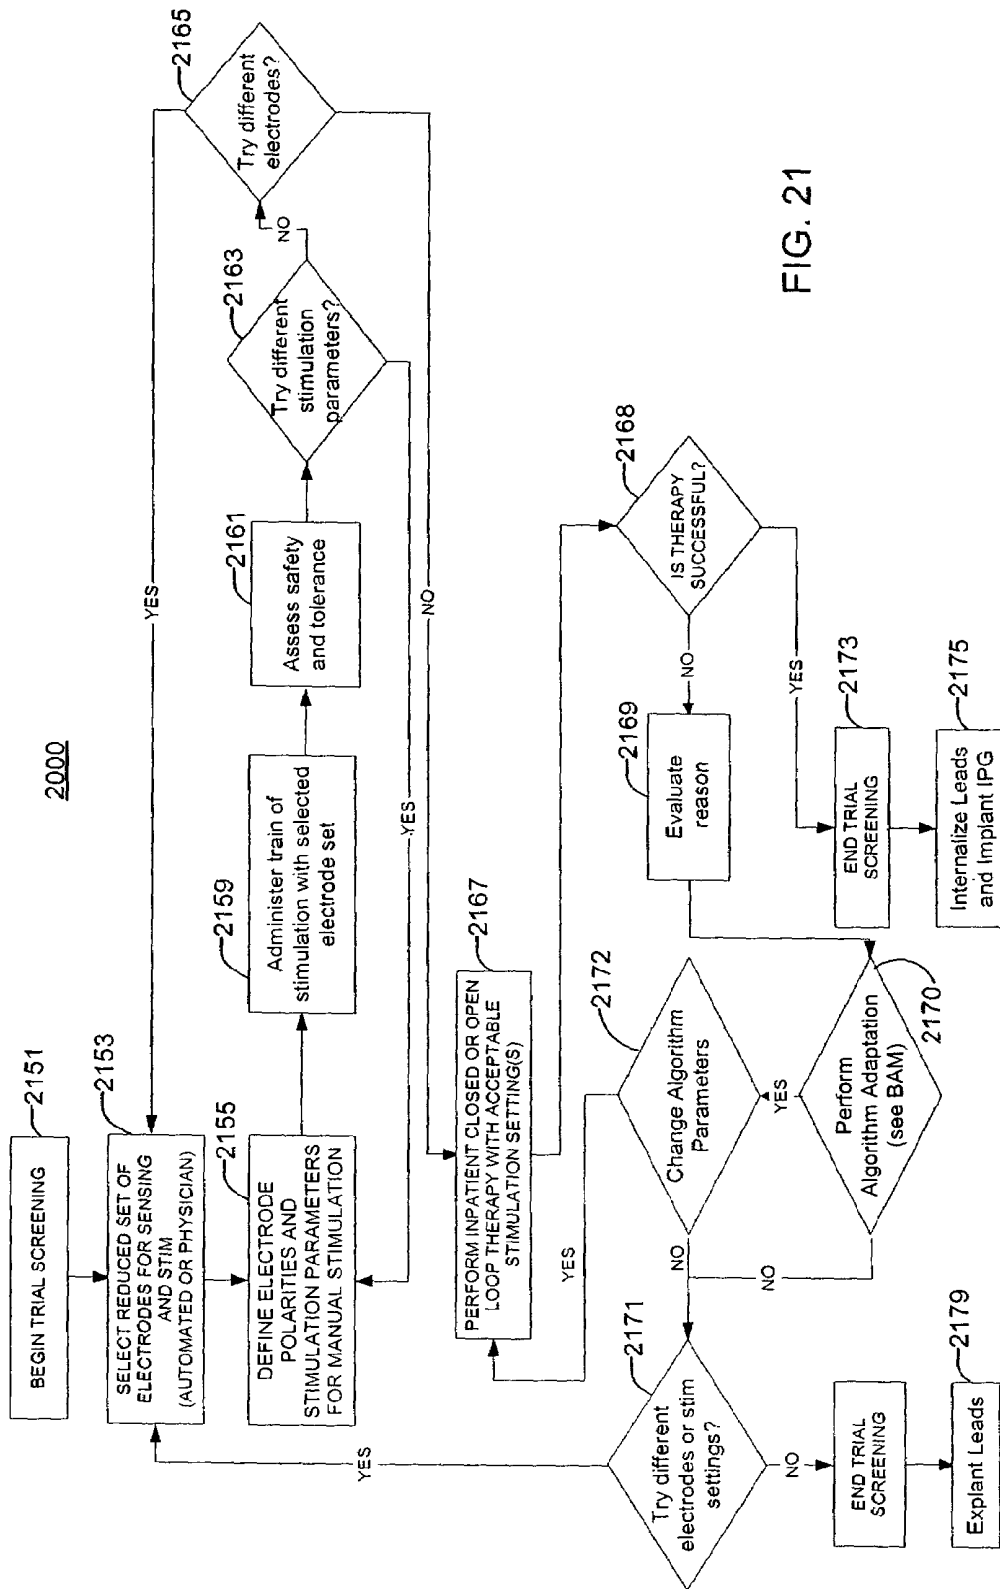 2000
BEGIN TRIAL SCREENING
2151
SELECT REDUCED SET OF
ELECTRODES FOR SENSING
AND STIM
(AUTOMATED OR PHYSICIAN)
2153
DEFINE ELECTRODE
POLARITIES AND
STIMULATION PARAMETERS
FOR MANUAL STIMULATION
2155
Administer train of
stimulation with selected
electrode set
2159
Assess safety
and tolerance
2161
Try different
stimulation
parameters?
2163
NO
YES
Try different
electrodes?
2165
YES
NO
PERFORM INPATIENT CLOSED OR OPEN
LOOP THERAPY WITH ACCEPTABLE
STIMULATION SETTING(S)
2167
IS THERAPY
SUCCESSFUL?
2168
NO
YES
Evaluate
reason
2169
END TRIAL
SCREENING
2173
Internalize Leads
and Implant IPG
2175
Perform
Algorithm Adaptation
(see BAM)
2170
YES
NO
Change Algorithm
Parameters
2172
YES
NO
Try different
electrodes or stim
settings?
2171
YES
NO
END TRIAL
SCREENING
Explant Leads
2179
FIG. 21